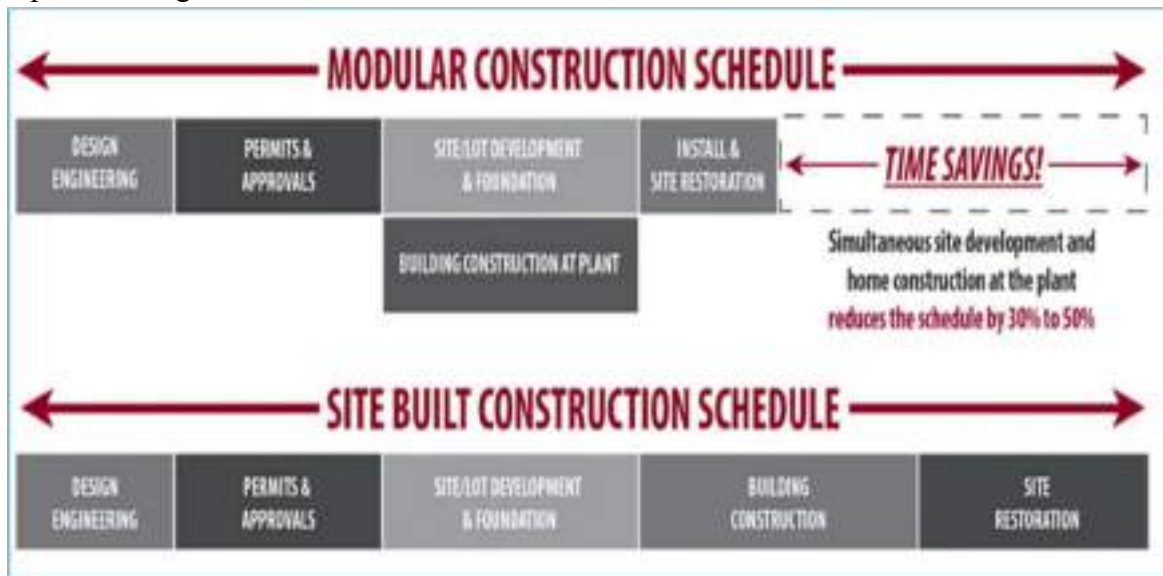 MODULAR CONSTRUCTION SCHEDULE
DESIGN
ENGINEERING
PERMITS &
APPROVALS
SITE/LOT DEVELOPMENT
& FOUNDATION
INSTALL &
SITE RESTORATION
TIME SAVINGS!
BUILDING CONSTRUCTION AT PLANT
Simultaneous site development and
home construction at the plant
reduces the schedule by 30% to 50%
SITE BUILT CONSTRUCTION SCHEDULE
DESIGN
ENGINEERING
PERMITS &
APPROVALS
SITE/LOT DEVELOPMENT
& FOUNDATION
BUILDING
CONSTRUCTION
SITE
RESTORATION